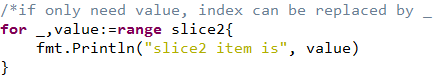 /*if only need value, index can be replaced by _
for _,value:=range slice2{
    fmt.Println("slice2 item is", value)
}